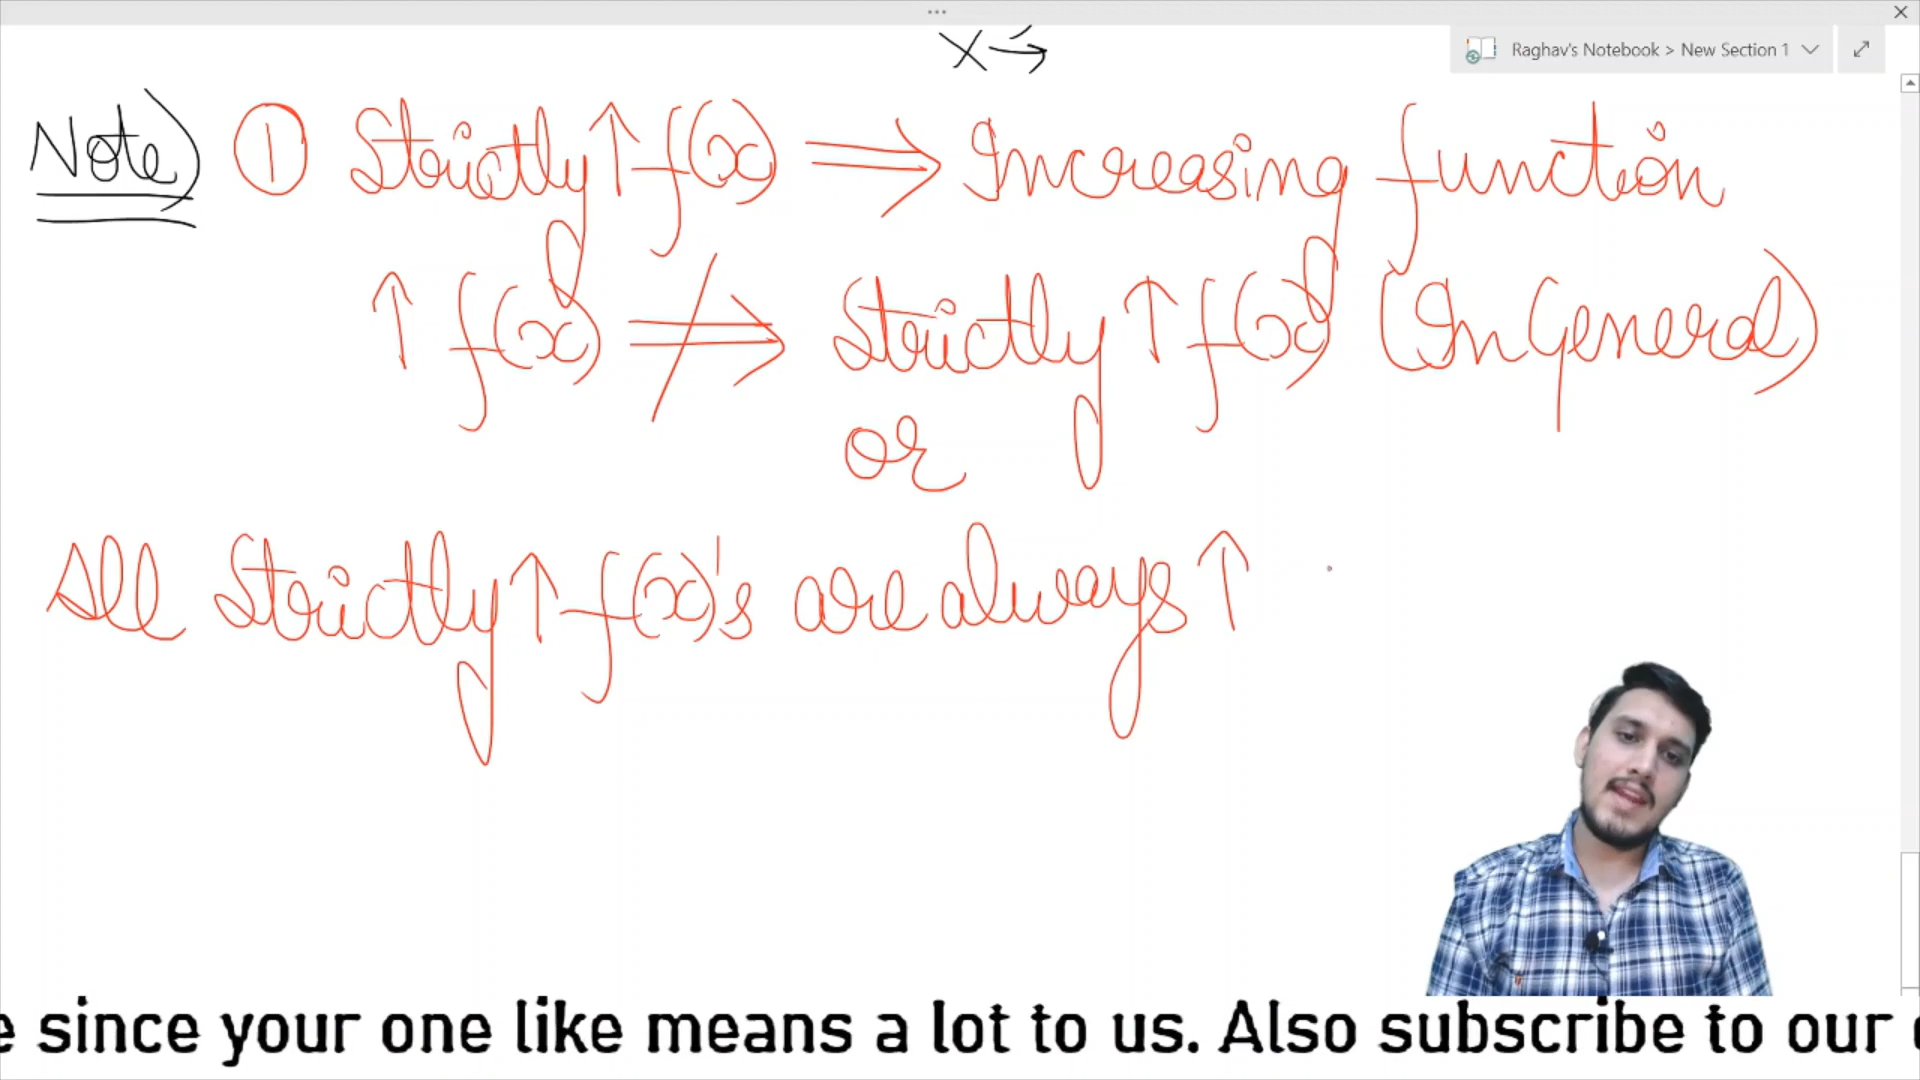 ...
x→
Raghav's Notebook > New Section 1
Note) ① Strictly ↑ f(x) ⟹ Increasing function
↑ f(x) ⇏ Strictly ↑ f(x) (In General)
or
All Strictly ↑ f(x)'s are always ↑
e since your one like means a lot to us. Also subscribe to our